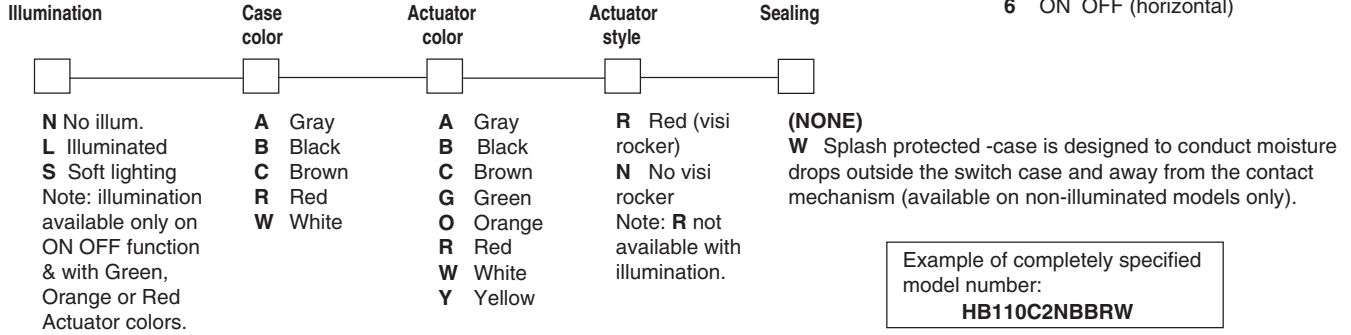 6 ON OFF (horizontal)
Illumination
Case
color
Actuator
color
Actuator
style
Sealing
N No illum.
L Illuminated
S Soft lighting
Note: illumination
available only on
ON OFF function
& with Green,
Orange or Red
Actuator colors.
A Gray
B Black
C Brown
R Red
W White
A Gray
B Black
C Brown
G Green
O Orange
R Red
W White
Y Yellow
R Red (visi
rocker)
N No visi
rocker
Note: R not
available with
illumination.
(NONE)
W Splash protected -case is designed to conduct moisture
drops outside the switch case and away from the contact
mechanism (available on non-illuminated models only).
Example of completely specified
model number:
HB110C2NBBRW